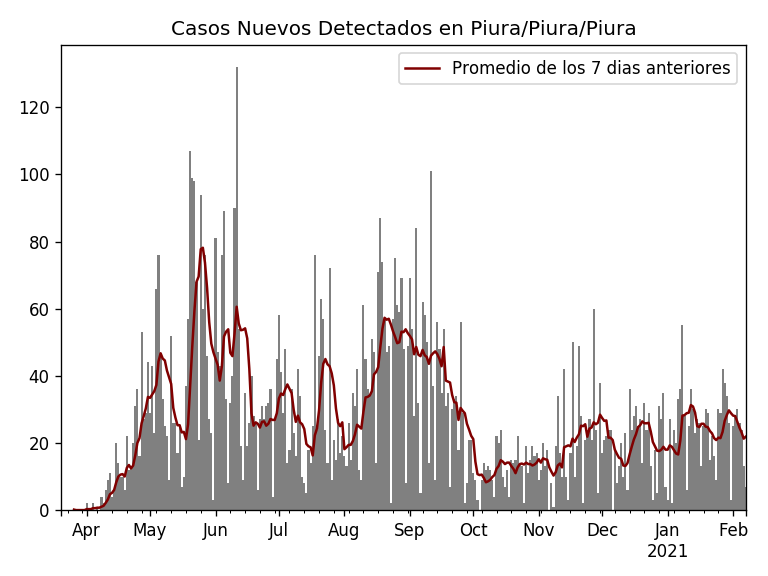 Casos Nuevos Detectados en Piura/Piura/Piura
Promedio de los 7 dias anteriores
120
100
80
60
40
20
0
Apr May Jun Jul Aug Sep Oct Nov Dec Jan Feb
2021